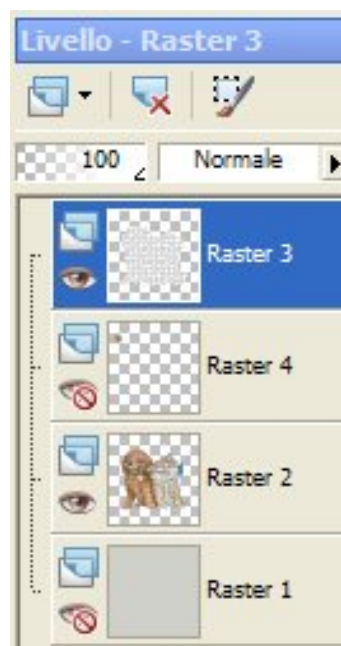 Livello - Raster 3
100 Normale
Raster 3
Raster 4
Raster 2
Raster 1